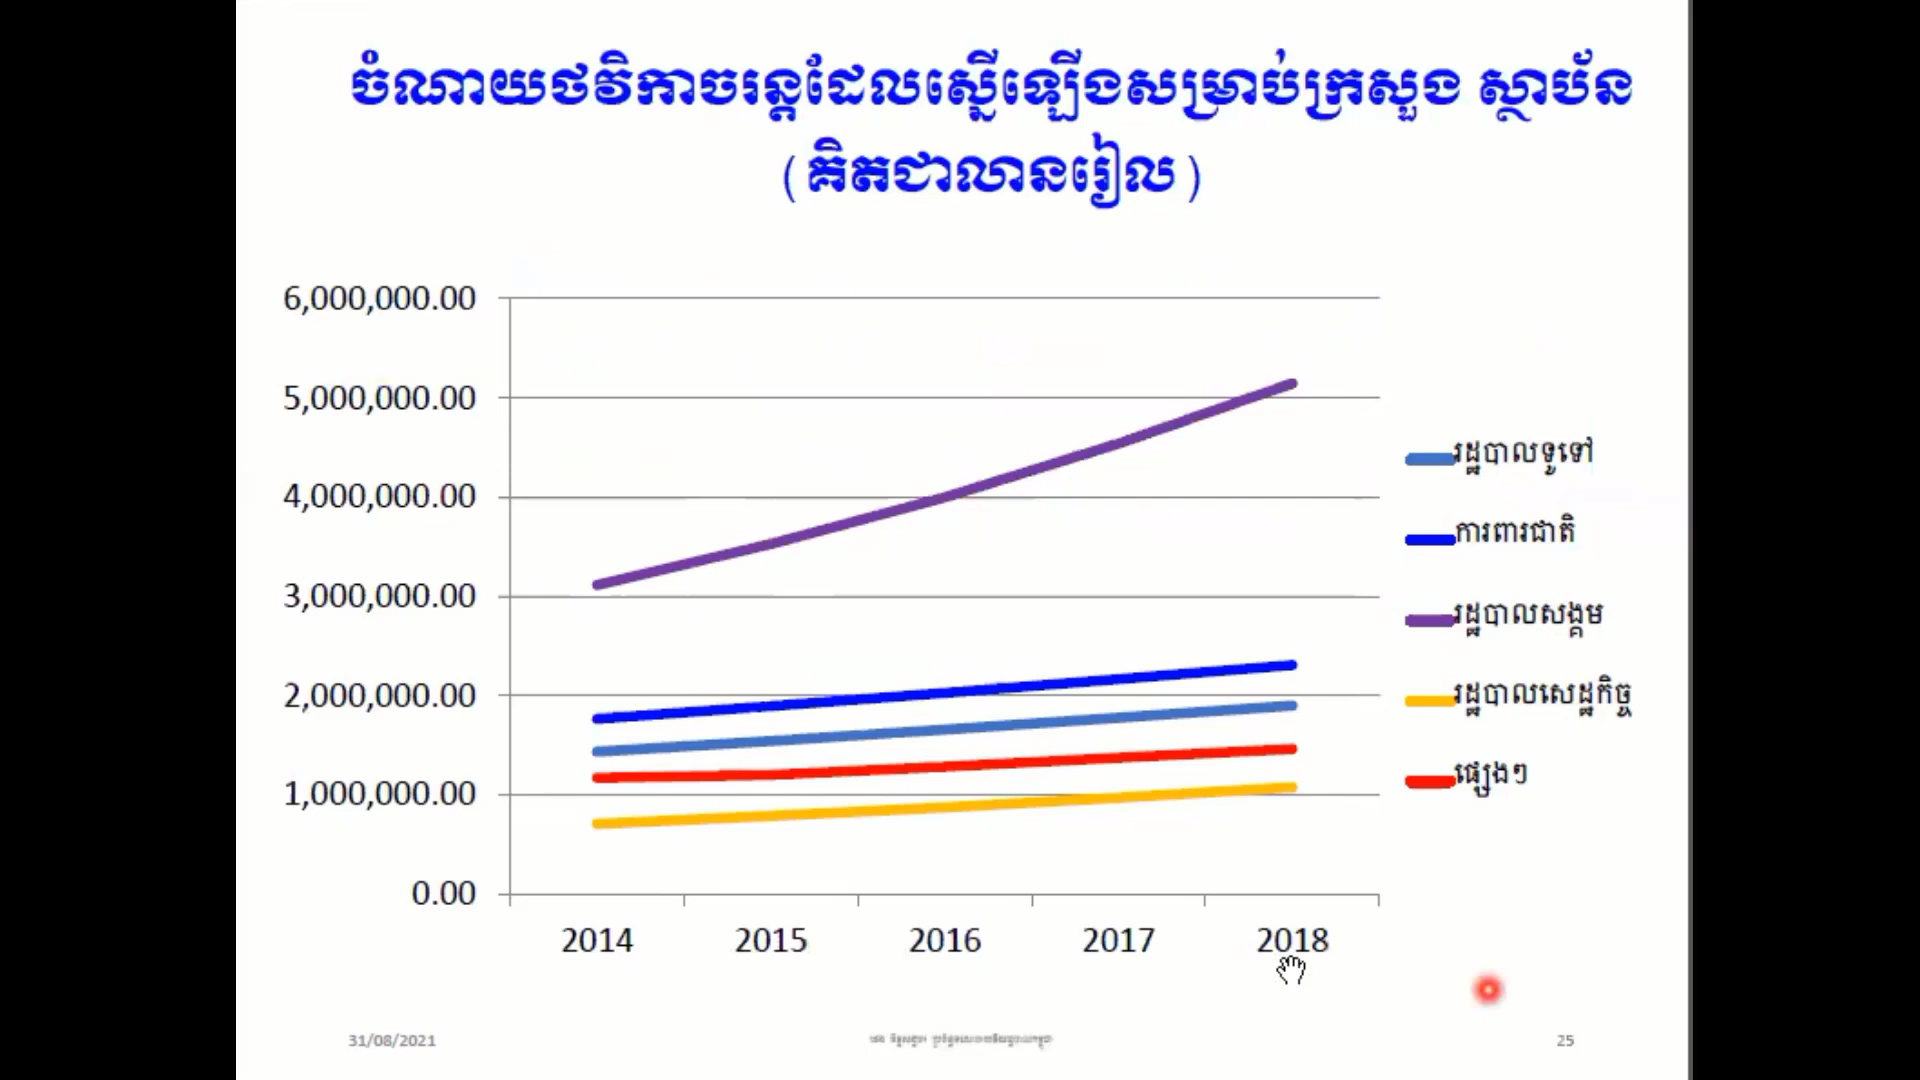 ចំណាយថវិកាចរន្តដែលស្នើឡើងសម្រាប់ក្រសួង ស្ថាប័ន
(គិតជាលានរៀល)
6,000,000.00
5,000,000.00
4,000,000.00
3,000,000.00
2,000,000.00
1,000,000.00
0.00
2014 2015 2016 2017 2018
រដ្ឋបាលទូទៅ
ការពារជាតិ
រដ្ឋបាលសង្គម
រដ្ឋបាលសេដ្ឋកិច្ច
ផ្សេងៗ
31/08/2021
25